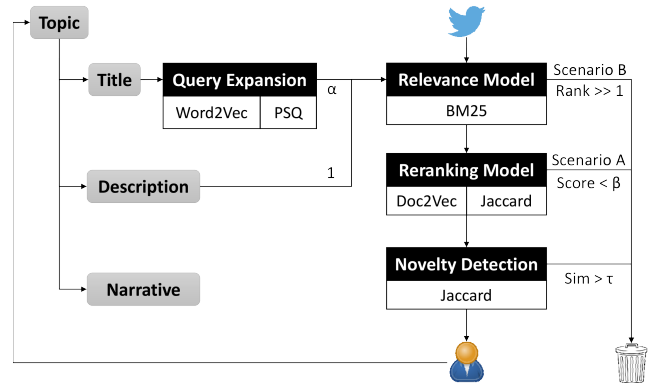 Topic
Title
Query Expansion
Word2Vec
PSQ
α
Relevance Model
BM25
Scenario B
Rank >> 1
Description
1
Reranking Model
Doc2Vec
Jaccard
Scenario A
Score < β
Narrative
Novelty Detection
Jaccard
Sim > τ